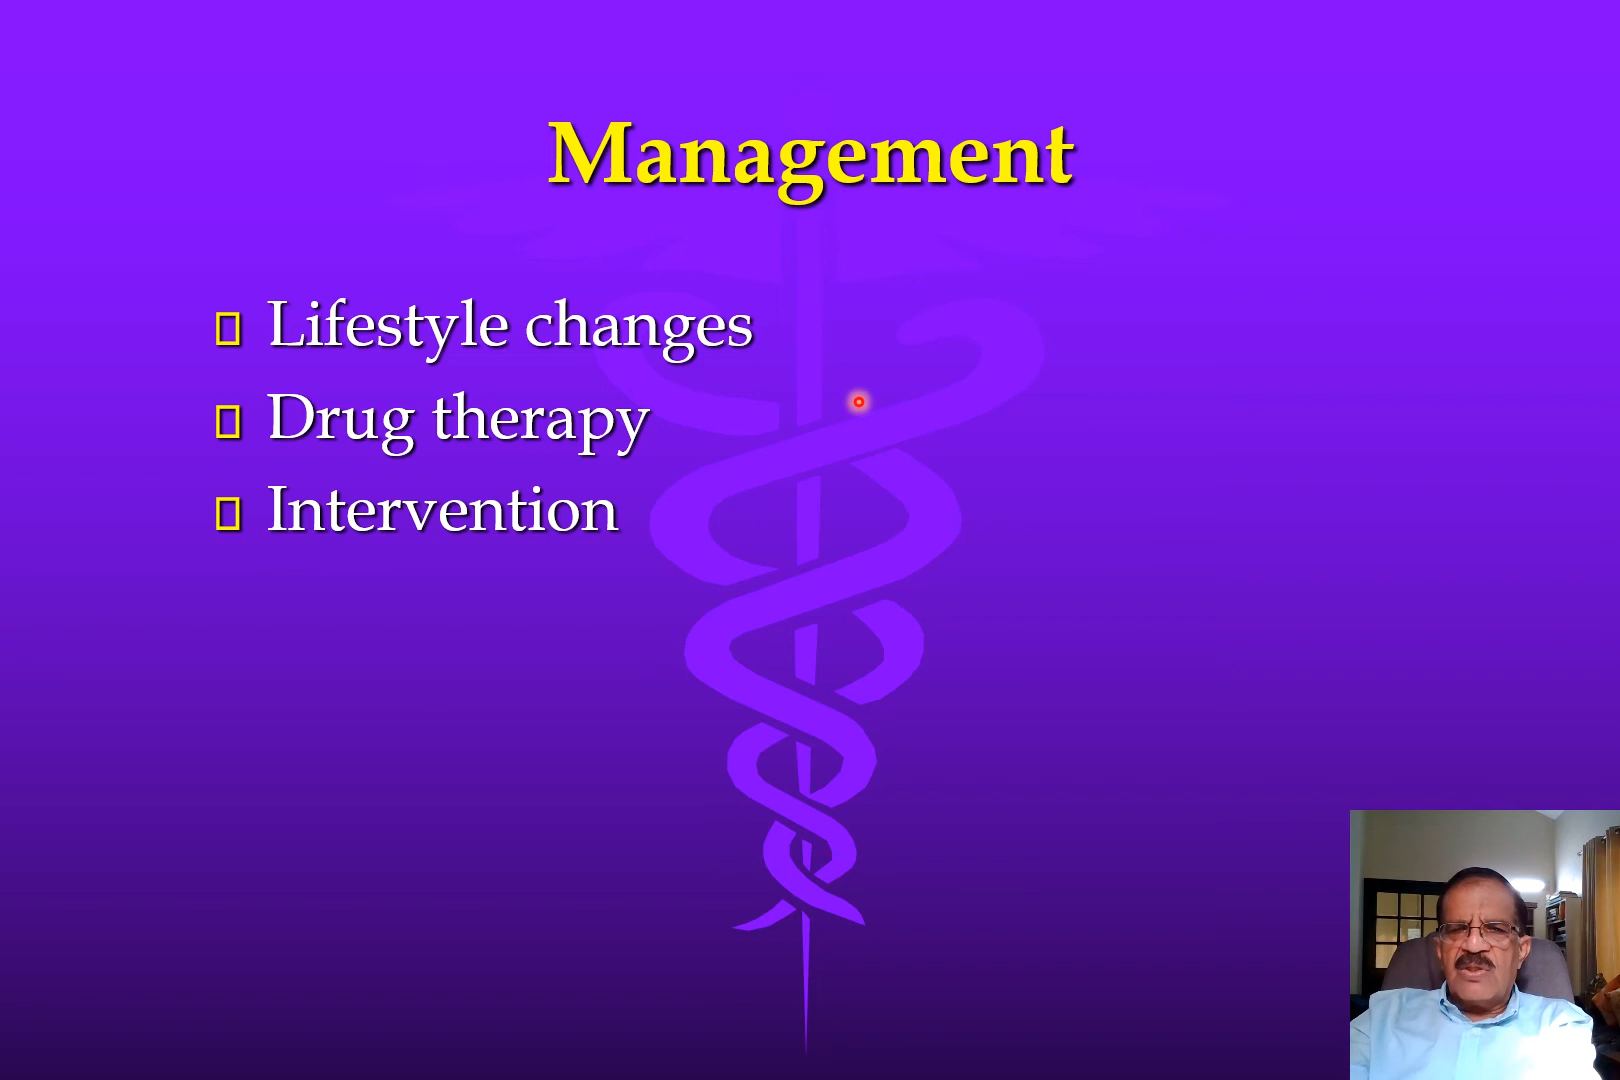 Management
Lifestyle changes
Drug therapy
Intervention